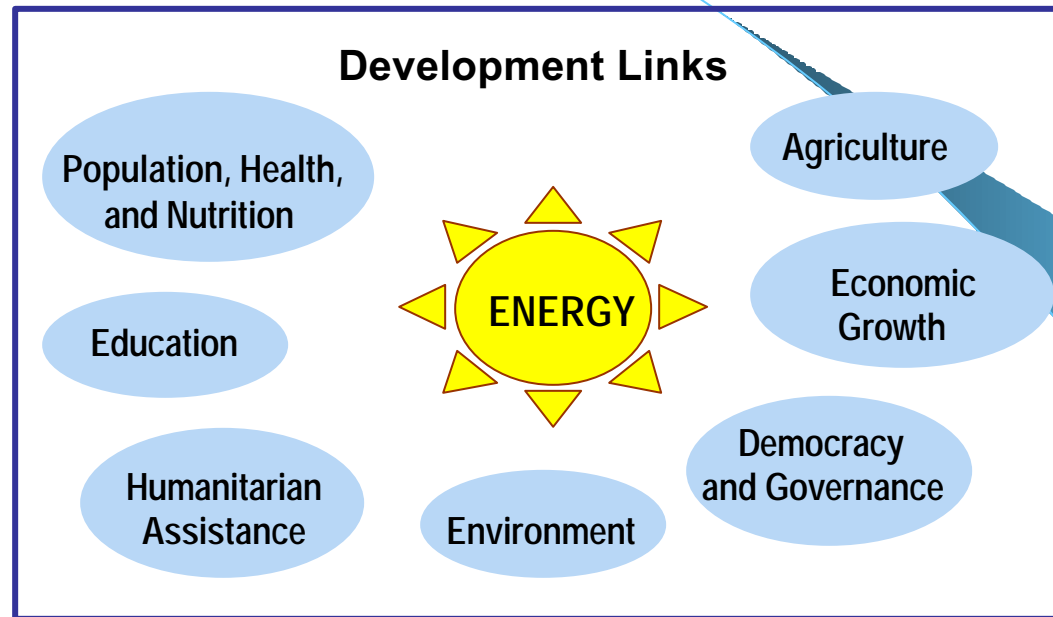 Development Links
Population, Health,
and Nutrition
Agriculture
ENERGY
Economic
Growth
Education
Democracy
and Governance
Humanitarian
Assistance
Environment